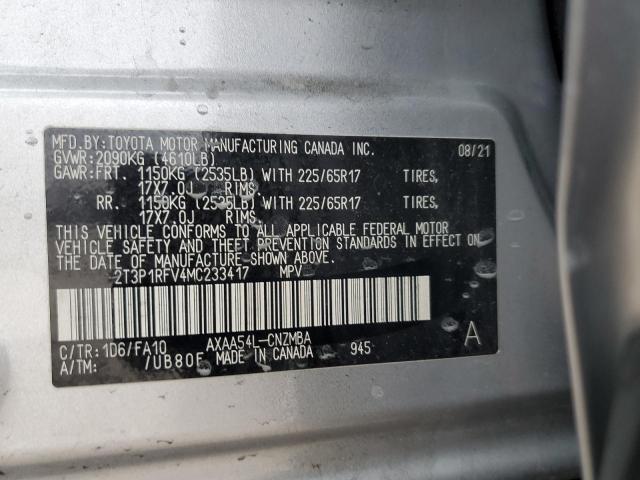 MFD.BY:TOYOTA MOTOR MANUFACTURING CANADA INC. 08/21
GVWR:2090KG (4610LB)
GAWR:FRT. 1150KG (2535LB) WITH 225/65R17 TIRES,
17X7.0J RIMS,
RR. 1150KG (2535LB) WITH 225/65R17 TIRES,
17X7.0J RIMS,
THIS VEHICLE CONFORMS TO ALL APPLICABLE FEDERAL MOTOR
VEHICLE SAFETY AND THEFT PREVENTION STANDARDS IN EFFECT ON
THE DATE OF MANUFACTURE SHOWN ABOVE.
2T3P1RFV4MC233417 MPV
C/TR:1D6/FA10 AXAA54L-CNZMBA 945 A
A/TM: /UB80F MADE IN CANADA